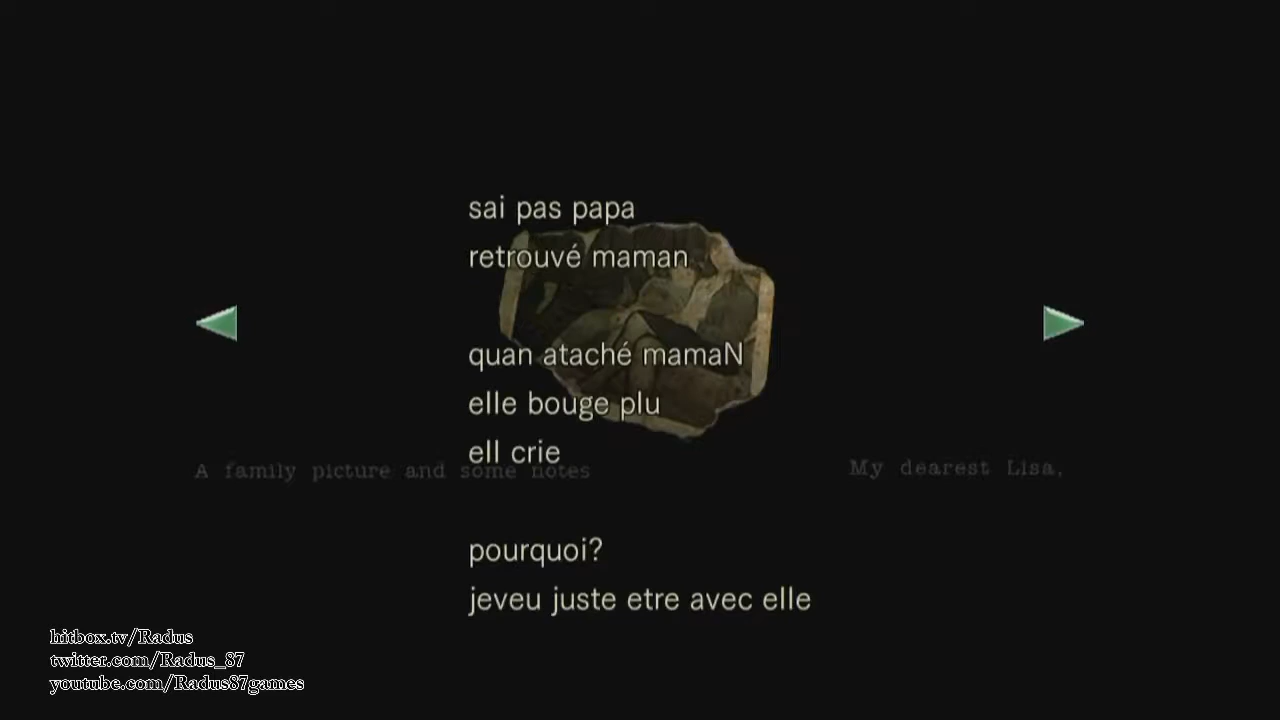 sai pas papa
retrouvé maman
quan ataché mamaN
elle bouge plu
ell crie
A family picture and some notes
My dearest Lisa,
pourquoi?
jeveu juste etre avec elle
hitbox.tv/Radus
twitter.com/Radus_87
youtube.com/Radus87games